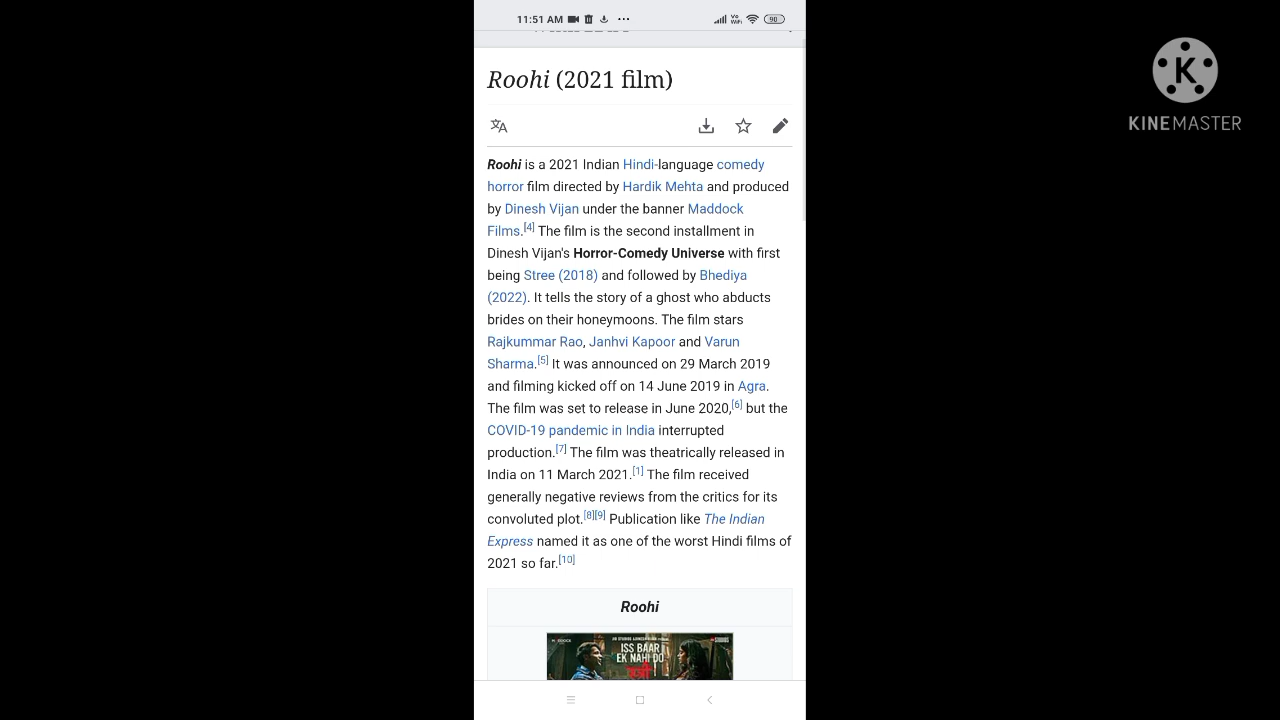 11:51 AM
Vo
WiFi
90
Roohi (2021 film)
Roohi is a 2021 Indian Hindi-language comedy
horror film directed by Hardik Mehta and produced
by Dinesh Vijan under the banner Maddock
Films.[4] The film is the second installment in
Dinesh Vijan's Horror-Comedy Universe with first
being Stree (2018) and followed by Bhediya
(2022). It tells the story of a ghost who abducts
brides on their honeymoons. The film stars
Rajkummar Rao, Janhvi Kapoor and Varun
Sharma.[5] It was announced on 29 March 2019
and filming kicked off on 14 June 2019 in Agra.
The film was set to release in June 2020,[6] but the
COVID-19 pandemic in India interrupted
production.[7] The film was theatrically released in
India on 11 March 2021.[1] The film received
generally negative reviews from the critics for its
convoluted plot.[8][9] Publication like The Indian
Express named it as one of the worst Hindi films of
2021 so far.[10]
Roohi
ISS BAAR
EK NAHI DO
स्त्री
K
KINEMASTER